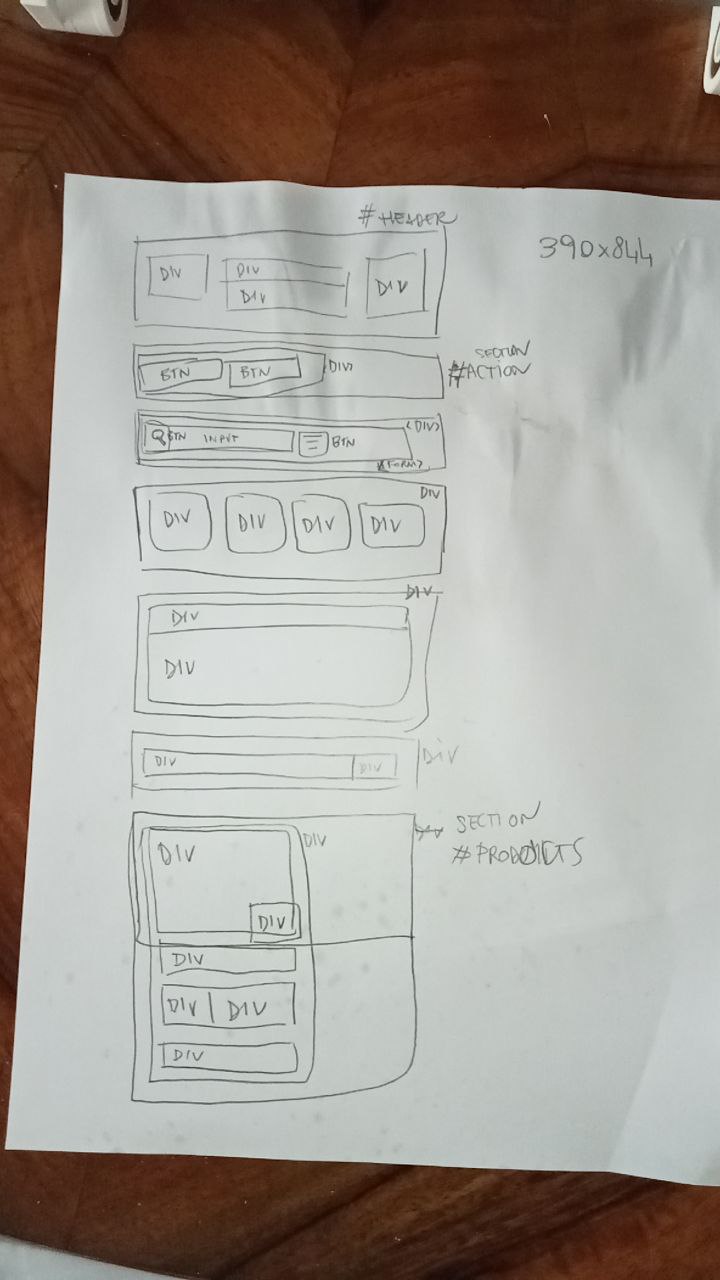 #HEADER
390x844
DIV
DIV
DIV
DIV
SECTION
#ACTION
BTN
BTN
DIV
<DIV>
BTN INPUT
BTN
<FORM>
DIV
DIV
DIV
DIV
DIV
DIV
DIV
DIV
DIV
DIV
DIV
SECTION
#PRODUCTS
DIV
DIV
DIV
DIV
DIV | DIV
DIV